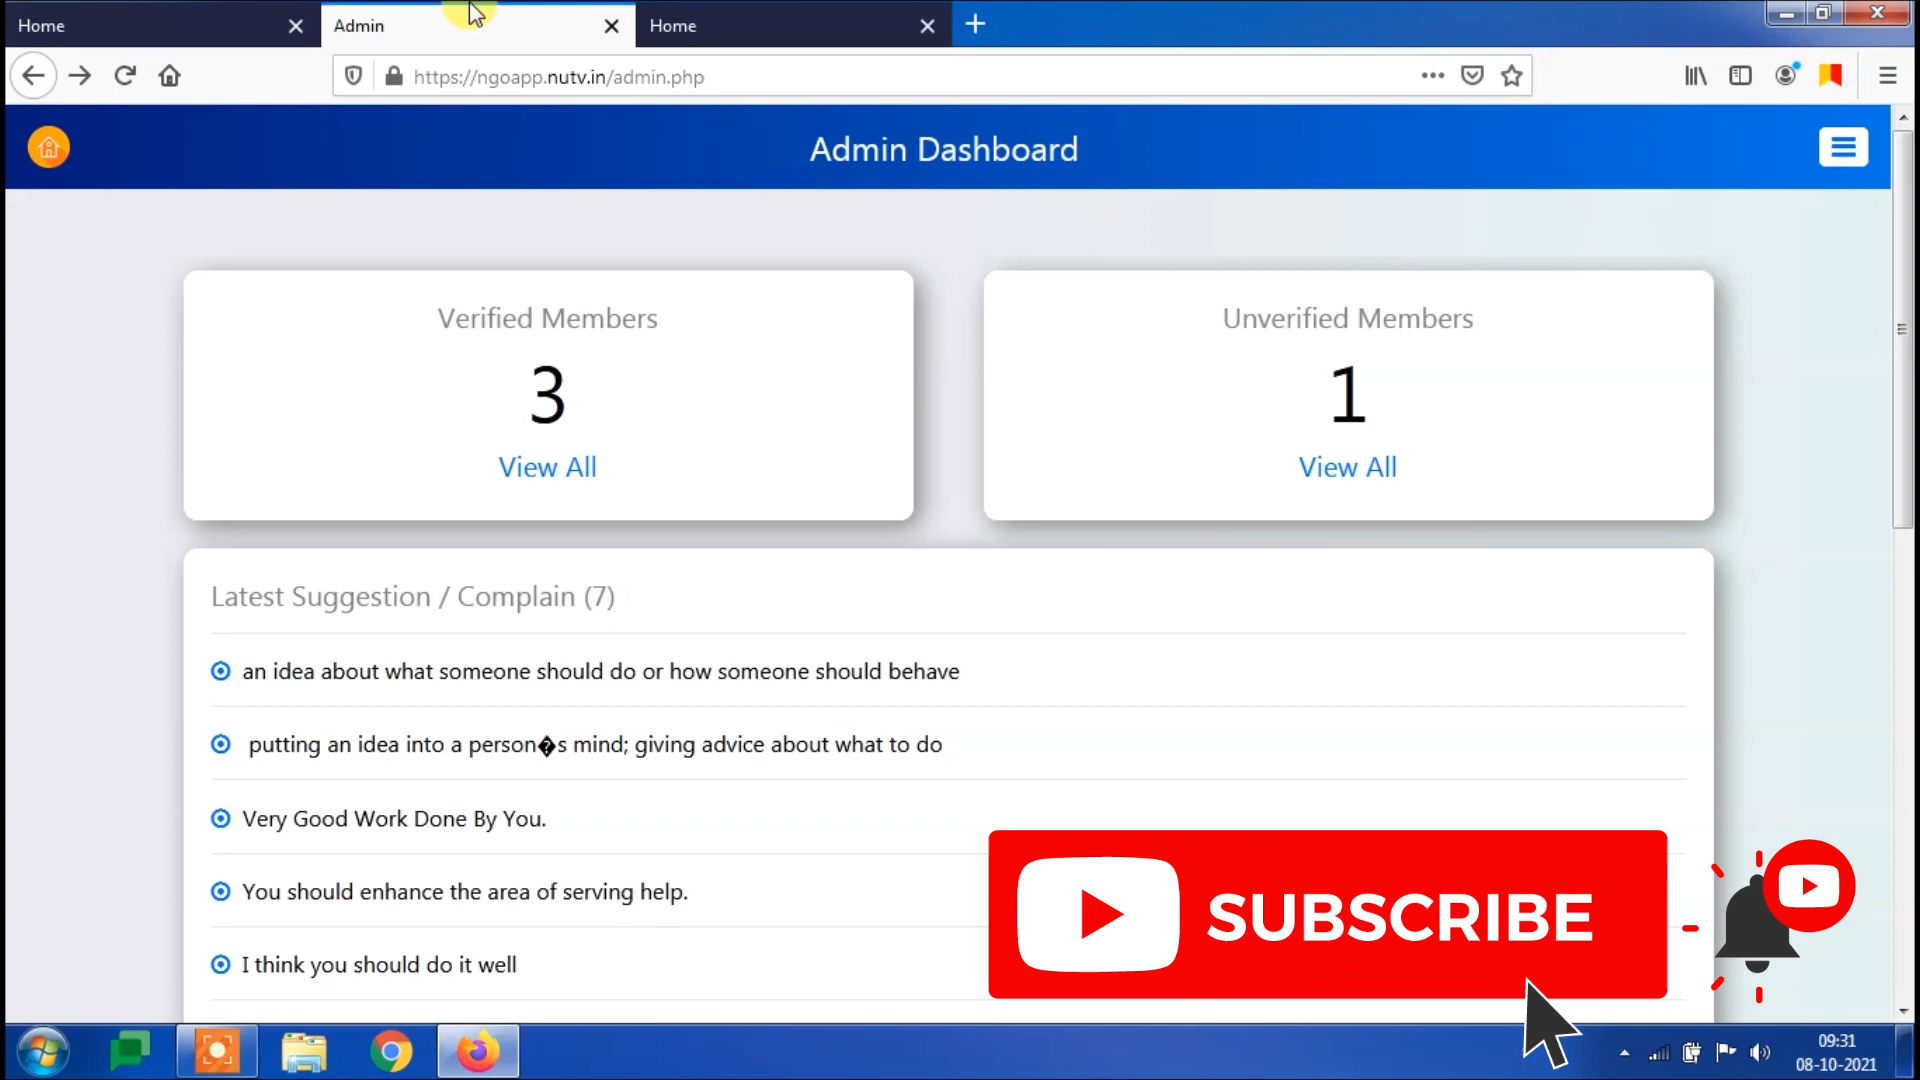 Home
Admin
Home
https://ngoapp.nutv.in/admin.php
Admin Dashboard
Verified Members
3
View All
Unverified Members
1
View All
Latest Suggestion / Complain (7)
an idea about what someone should do or how someone should behave
putting an idea into a person�s mind; giving advice about what to do
Very Good Work Done By You.
You should enhance the area of serving help.
I think you should do it well
SUBSCRIBE
09:31
08-10-2021